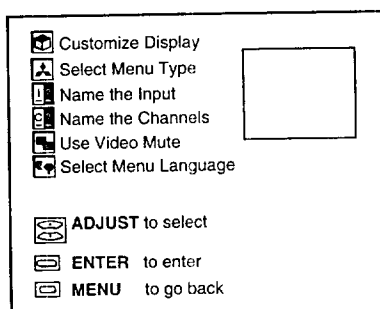 Customize Display
Select Menu Type
Name the Input
Name the Channels
Use Video Mute
Select Menu Language
ADJUST to select
ENTER to enter
MENU to go back